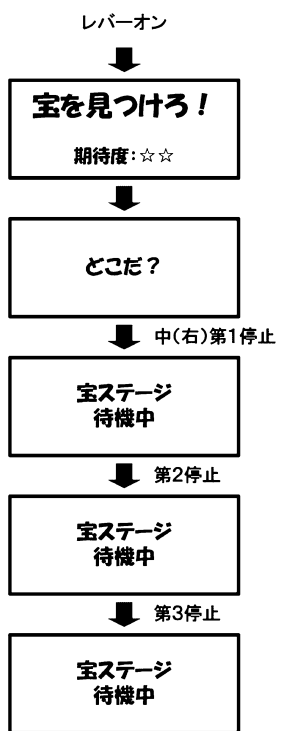 レバーオン
宝を見つけろ！
期待度：☆☆
どこだ？
中（右）第1停止
宝ステージ
待機中
第2停止
宝ステージ
待機中
第3停止
宝ステージ
待機中